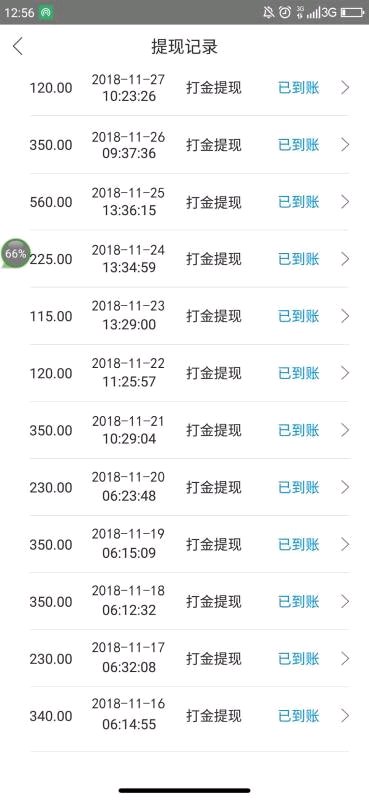 12:56 3G 3G
提现记录
120.00 2018-11-27 10:23:26 打金提现 已到账
350.00 2018-11-26 09:37:36 打金提现 已到账
560.00 2018-11-25 13:36:15 打金提现 已到账
66% 225.00 2018-11-24 13:34:59 打金提现 已到账
115.00 2018-11-23 13:29:00 打金提现 已到账
120.00 2018-11-22 11:25:57 打金提现 已到账
350.00 2018-11-21 10:29:04 打金提现 已到账
230.00 2018-11-20 06:23:48 打金提现 已到账
350.00 2018-11-19 06:15:09 打金提现 已到账
350.00 2018-11-18 06:12:32 打金提现 已到账
230.00 2018-11-17 06:32:08 打金提现 已到账
340.00 2018-11-16 06:14:55 打金提现 已到账